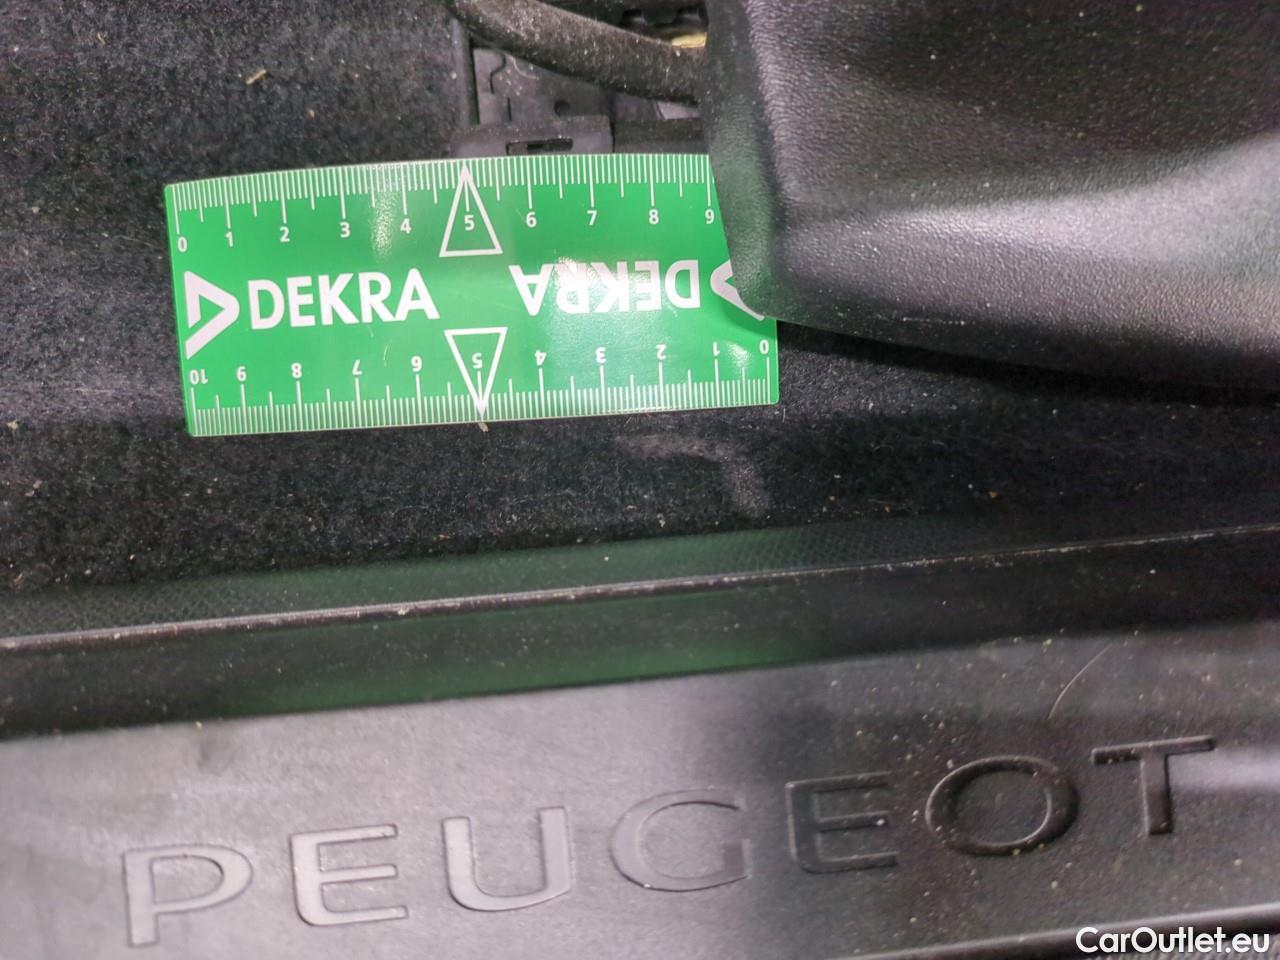 0 1 2 3 4 5 6 7 8 9
DEKRA DEKRA
10 9 8 7 6 5 4 3 2 1 0
PEUGEOT
CarOutlet.eu